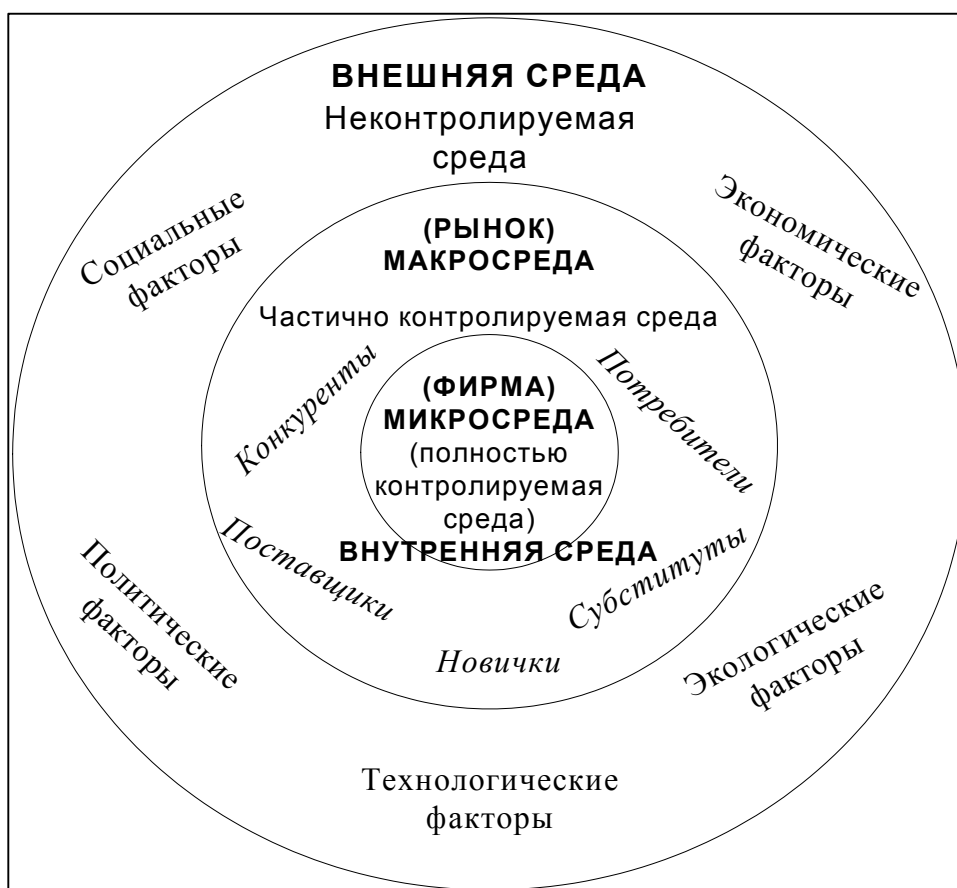 ВНЕШНЯЯ СРЕДА
Неконтролируемая
среда
Социальные
факторы
Экономические
факторы
(РЫНОК)
МАКРОСРЕДА
Частично контролируемая среда
Конкуренты
Потребители
(ФИРМА)
МИКРОСРЕДА
(полностью
контролируемая
среда)
ВНУТРЕННЯЯ СРЕДА
Поставщики
Субституты
Новички
Политические
факторы
Экологические
факторы
Технологические
факторы